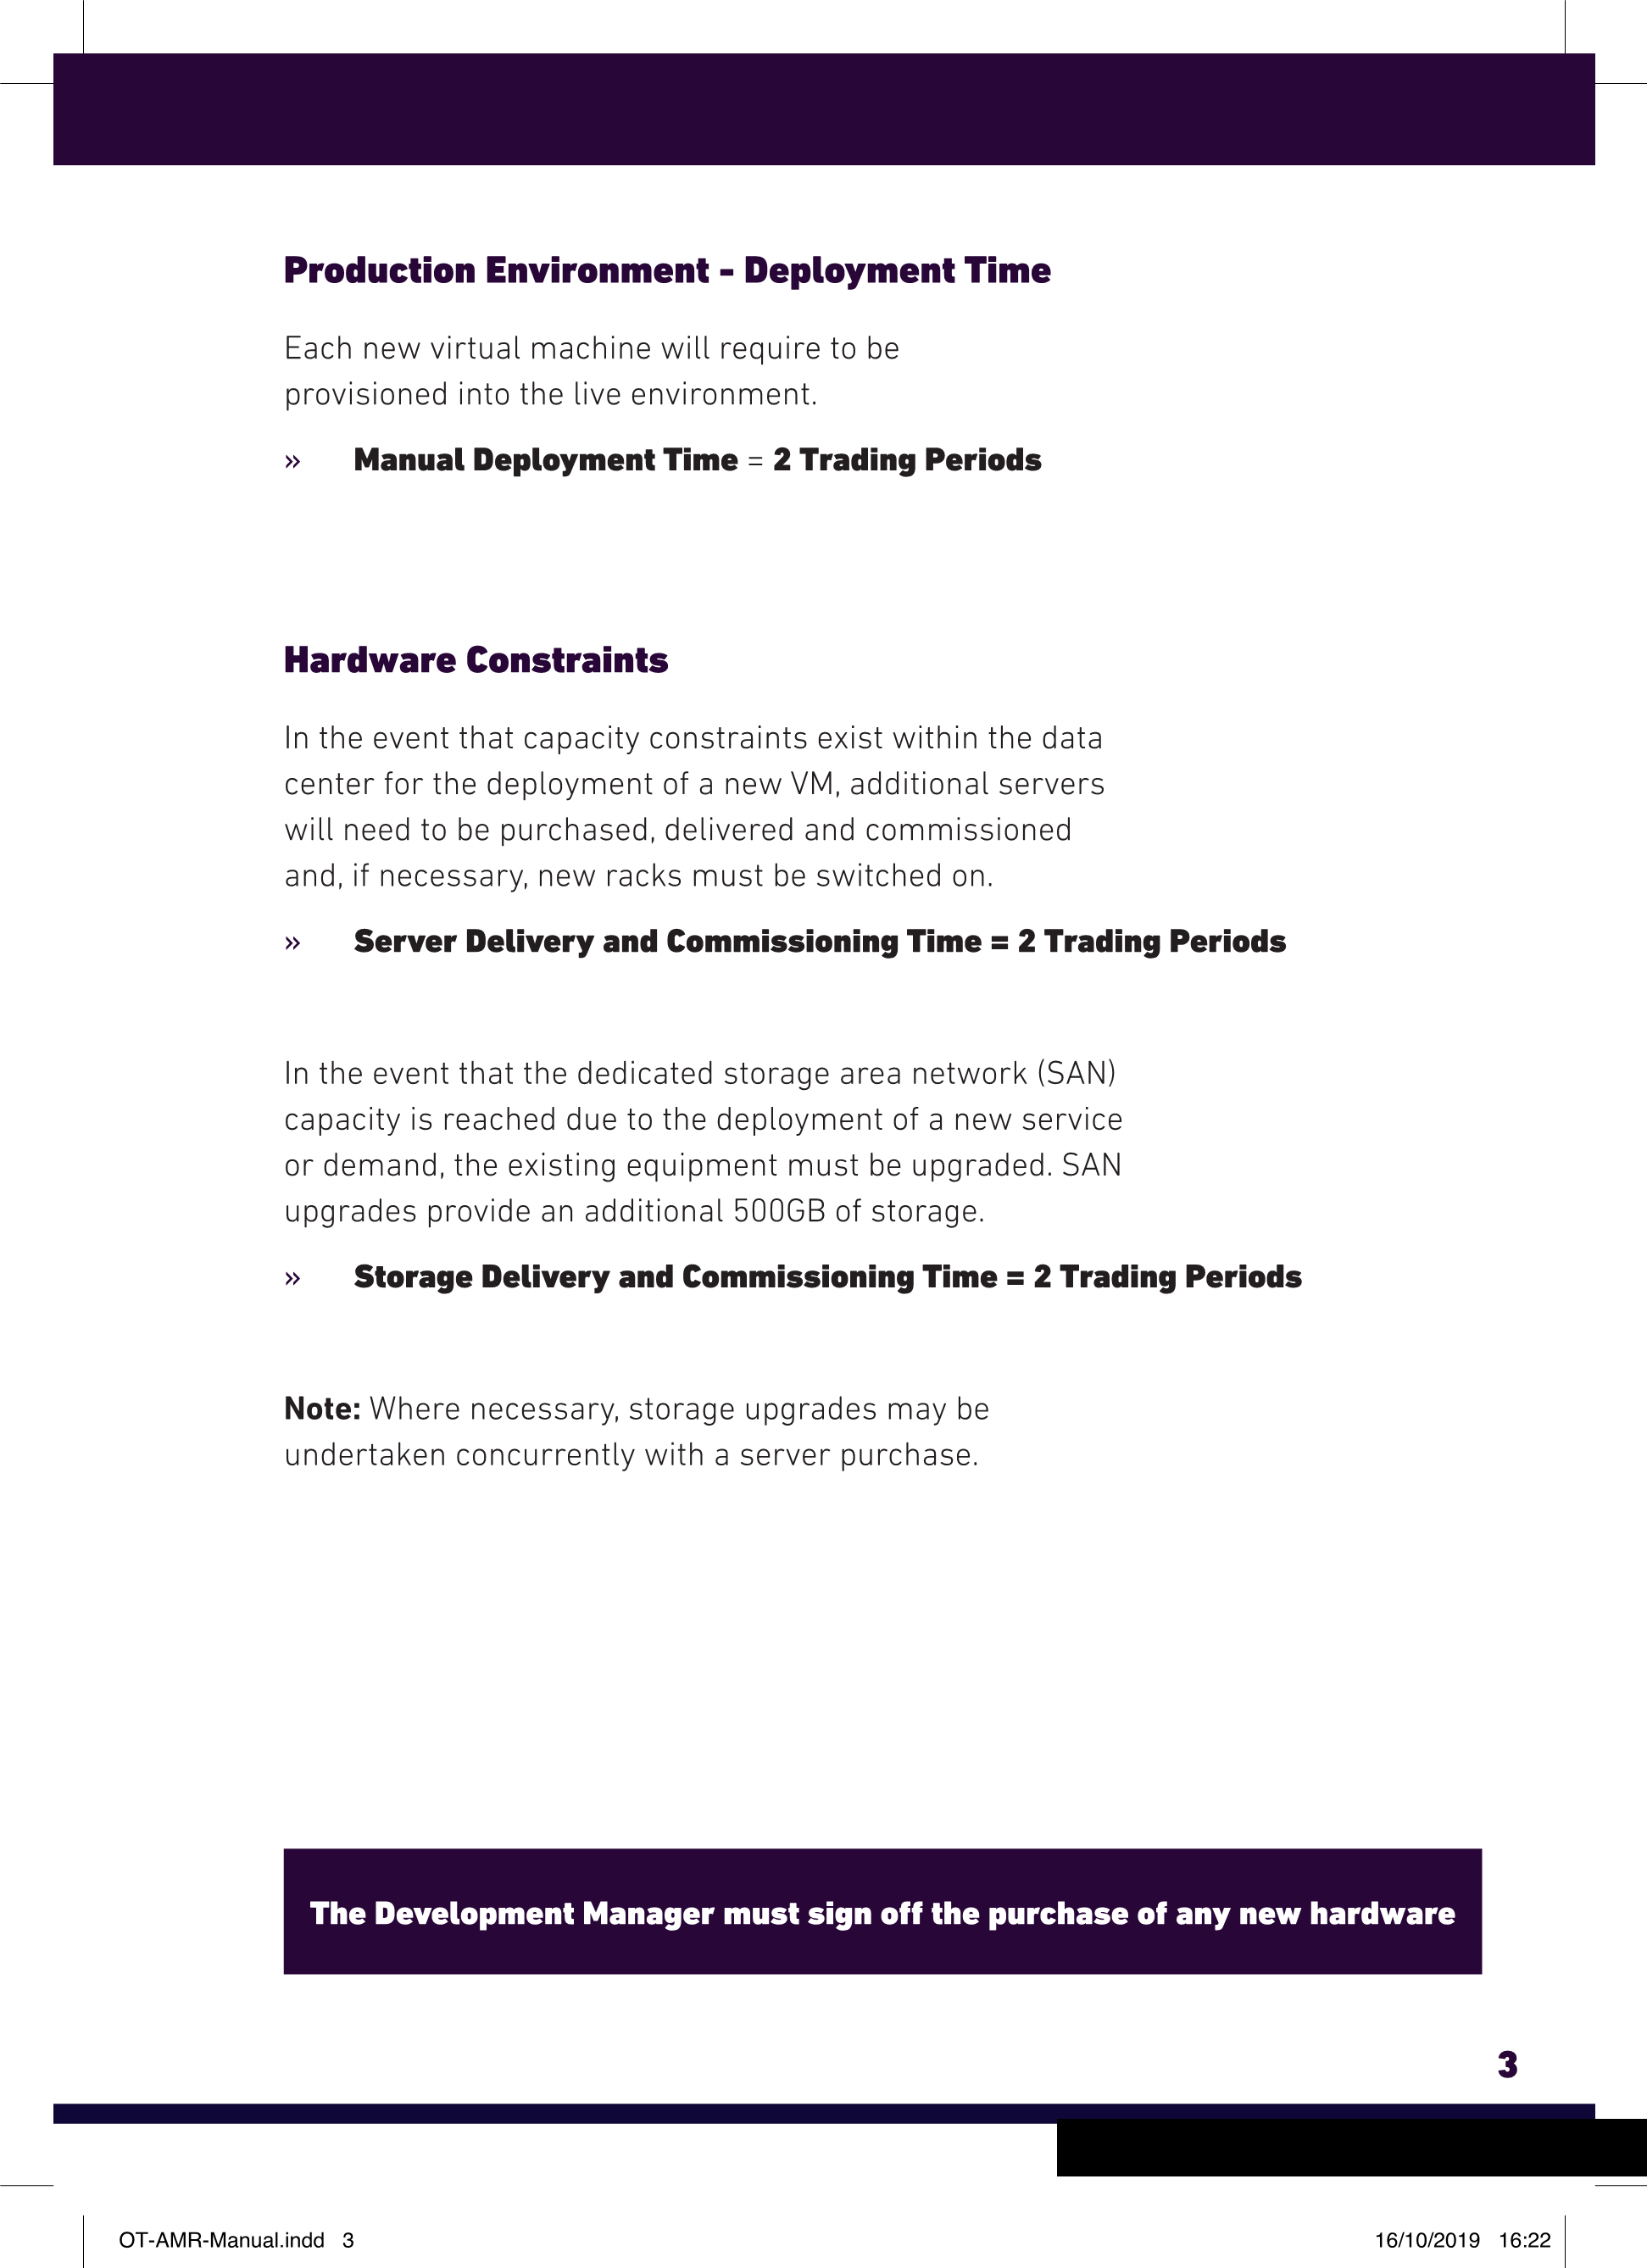 Production Environment - Deployment Time
Each new virtual machine will require to be
provisioned into the live environment.
» Manual Deployment Time = 2 Trading Periods
Hardware Constraints
In the event that capacity constraints exist within the data
center for the deployment of a new VM, additional servers
will need to be purchased, delivered and commissioned
and, if necessary, new racks must be switched on.
» Server Delivery and Commissioning Time = 2 Trading Periods
In the event that the dedicated storage area network (SAN)
capacity is reached due to the deployment of a new service
or demand, the existing equipment must be upgraded. SAN
upgrades provide an additional 500GB of storage.
» Storage Delivery and Commissioning Time = 2 Trading Periods
Note: Where necessary, storage upgrades may be
undertaken concurrently with a server purchase.
The Development Manager must sign off the purchase of any new hardware
3
OT-AMR-Manual.indd 3 16/10/2019 16:22